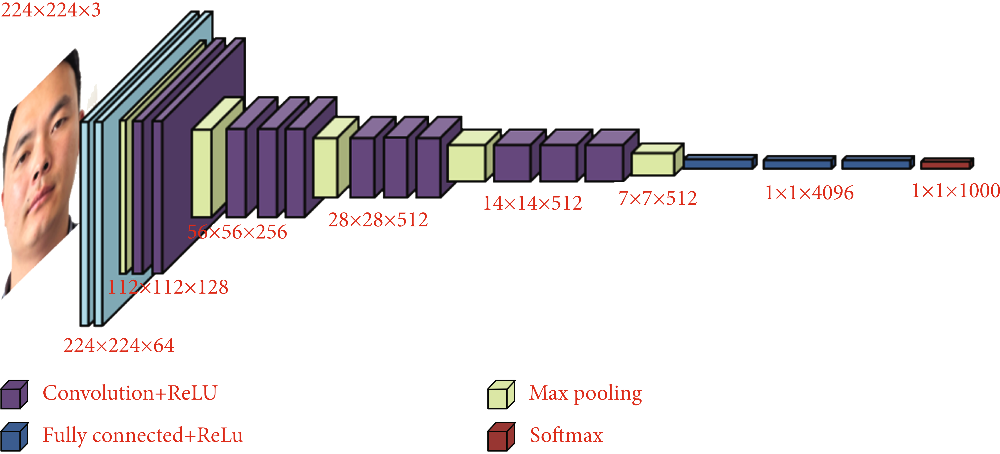 224×224×3
224×224×64
112×112×128
56×56×256
28×28×512
14×14×512
7×7×512
1×1×4096
1×1×1000
Convolution+ReLU
Max pooling
Fully connected+ReLu
Softmax